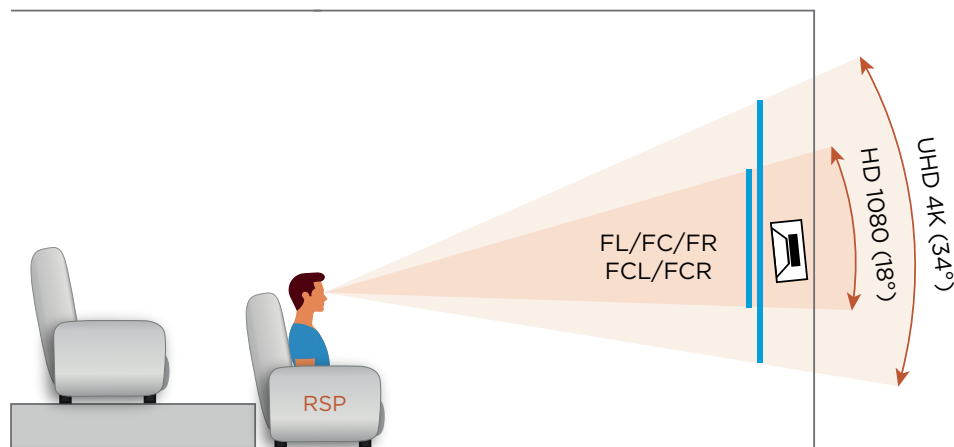 FL/FC/FR
FCL/FCR
HD 1080 (18°)
UHD 4K (34°)
RSP